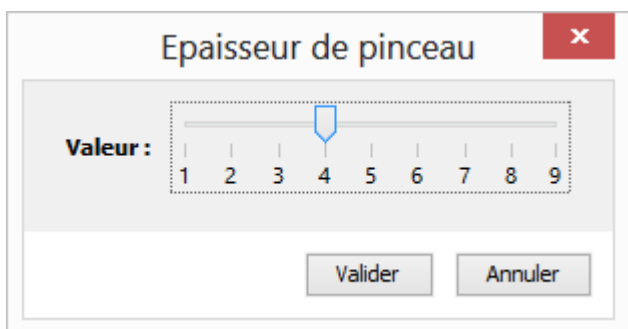 Epaisseur de pinceau
Valeur :
1 2 3 4 5 6 7 8 9
Valider Annuler